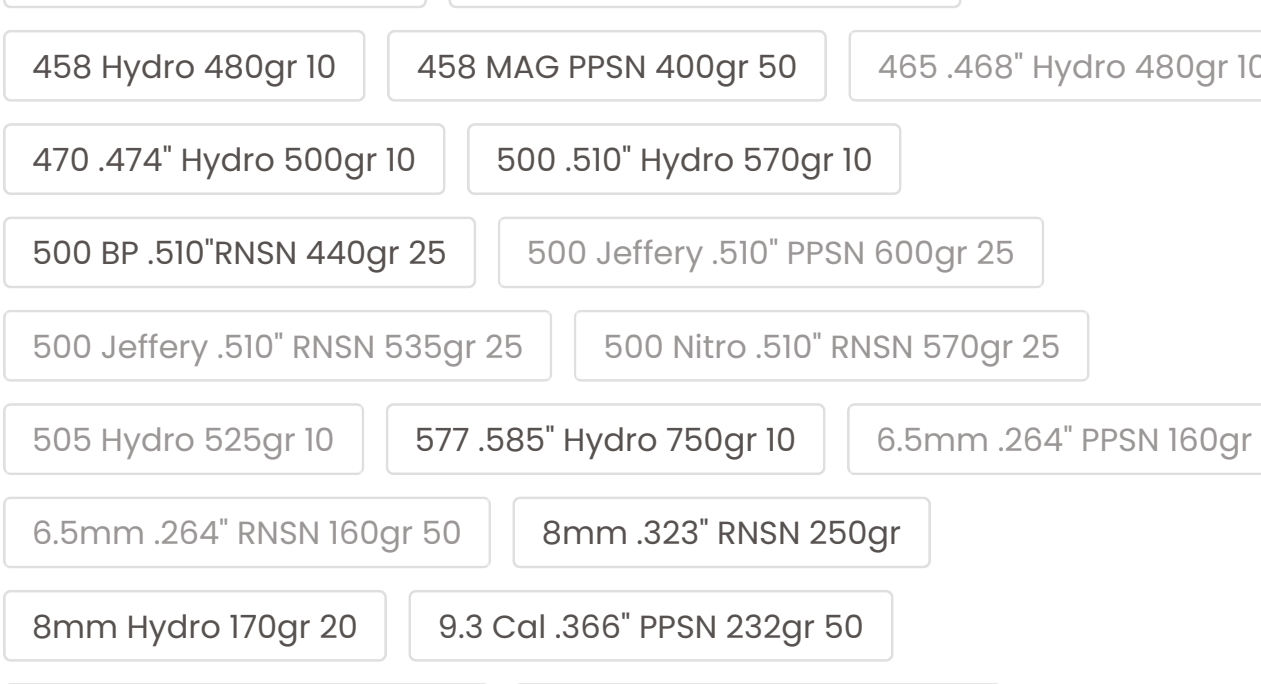 458 Hydro 480gr 10 458 MAG PPSN 400gr 50 465 .468" Hydro 480gr 10
470 .474" Hydro 500gr 10 500 .510" Hydro 570gr 10
500 BP .510"RNSN 440gr 25 500 Jeffery .510" PPSN 600gr 25
500 Jeffery .510" RNSN 535gr 25 500 Nitro .510" RNSN 570gr 25
505 Hydro 525gr 10 577 .585" Hydro 750gr 10 6.5mm .264" PPSN 160gr
6.5mm .264" RNSN 160gr 50 8mm .323" RNSN 250gr
8mm Hydro 170gr 20 9.3 Cal .366" PPSN 232gr 50